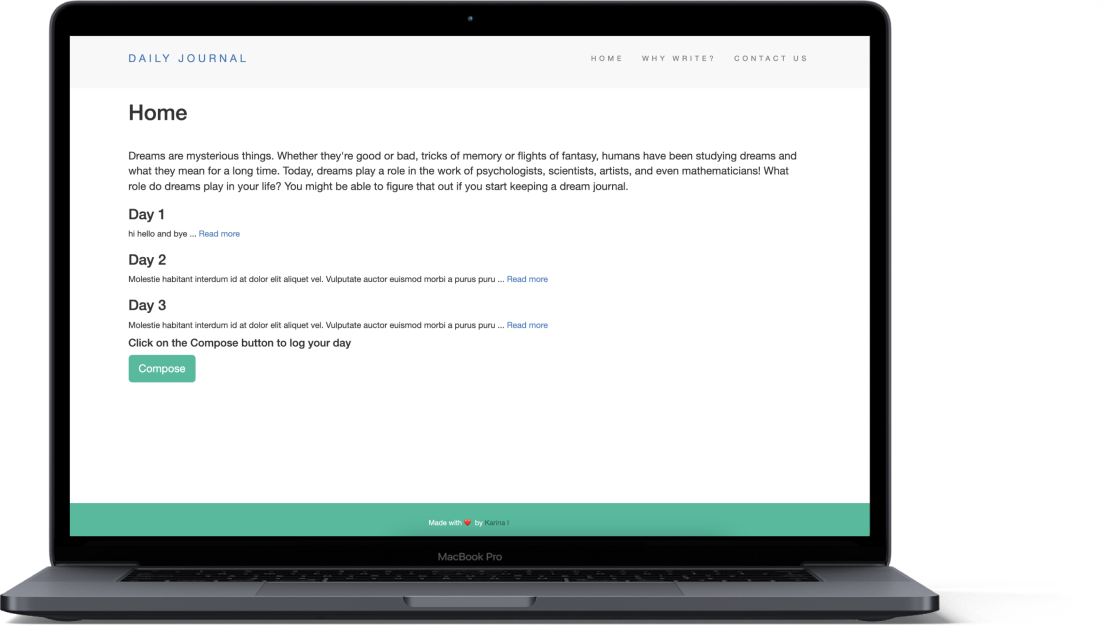 DAILY JOURNAL
HOME WHY WRITE? CONTACT US
Home
Dreams are mysterious things. Whether they're good or bad, tricks of memory or flights of fantasy, humans have been studying dreams and
what they mean for a long time. Today, dreams play a role in the work of psychologists, scientists, artists, and even mathematicians! What
role do dreams play in your life? You might be able to figure that out if you start keeping a dream journal.
Day 1
hi hello and bye ... Read more
Day 2
Molestie habitant interdum id at dolor elit aliquet vel. Vulputate auctor euismod morbi a purus puru ... Read more
Day 3
Molestie habitant interdum id at dolor elit aliquet vel. Vulputate auctor euismod morbi a purus puru ... Read more
Click on the Compose button to log your day
Compose
Made with ❤️ by Karina I
MacBook Pro